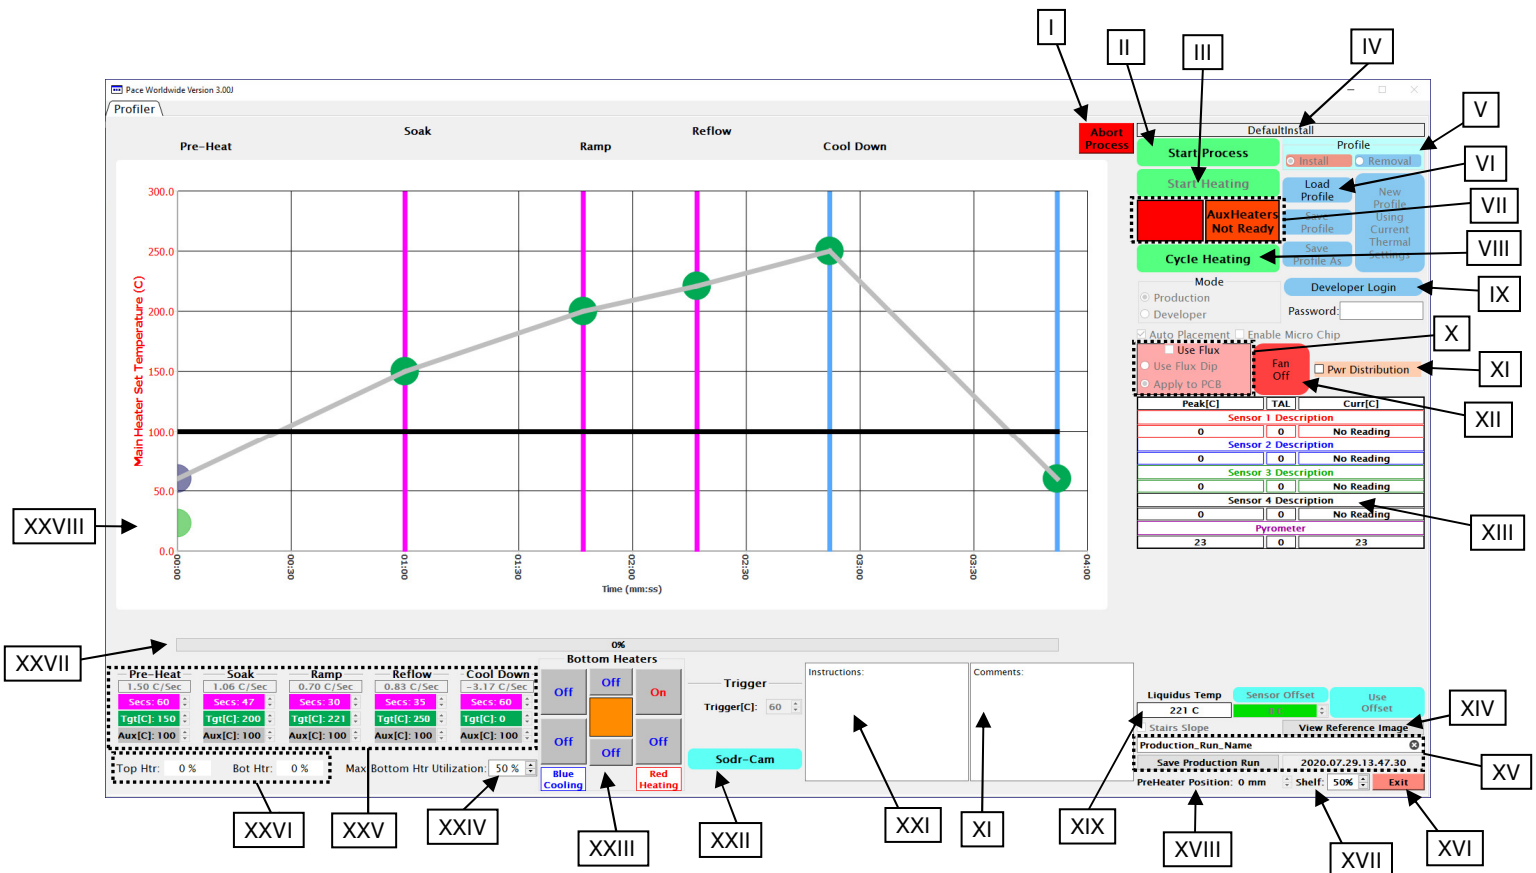 I
II
III
IV
Pace Worldwide Version 3.00J
Profiler
V
Soak
Reflow
Abort
Process
DefaultInstall
Pre-Heat
Ramp
Cool Down
Start Process
Profile
Install
Removal
VI
Start Heating
Load
Profile
New
Profile
Using
Current
Thermal
Settings
VII
AuxHeaters
Not Ready
Save
Profile
VIII
Cycle Heating
Save
Profile As
Mode
Production
Developer
Developer Login
IX
Password:
Auto Placement
Enable Micro Chip
X
Use Flux
Use Flux Dip
Apply to PCB
Fan
Off
Pwr Distribution
XI
XII
Peak[C] TAL Curr[C]
Sensor 1 Description
0 0 No Reading
Sensor 2 Description
0 0 No Reading
Sensor 3 Description
0 0 No Reading
Sensor 4 Description
0 0 No Reading
Pyrometer
23 0 23
XIII
Main Heater Set Temperature (C)
300.0
250.0
200.0
150.0
100.0
50.0
0.0
00:00
00:30
01:00
01:30
02:00
02:30
03:00
03:30
04:00
Time (mm:ss)
XXVIII
XXVII
0%
Pre-Heat Soak Ramp Reflow Cool Down
1.50 C/Sec 1.06 C/Sec 0.70 C/Sec 0.83 C/Sec -3.17 C/Sec
Secs: 60 Secs: 47 Secs: 30 Secs: 35 Secs: 60
Tgt[C]: 150 Tgt[C]: 200 Tgt[C]: 221 Tgt[C]: 250 Tgt[C]: 0
Aux[C]: 100 Aux[C]: 100 Aux[C]: 100 Aux[C]: 100 Aux[C]: 100
Top Htr: 0 % Bot Htr: 0 % Max Bottom Htr Utilization: 50 %
Bottom Heaters
Off Off On
Off Off Off
Blue
Cooling
Red
Heating
Trigger
Trigger[C]: 60
Sodr-Cam
Instructions:
Comments:
Liquidus Temp
221 C
Sensor Offset
Use
Offset
Stairs Slope
View Reference Image
XIV
Production_Run_Name
Save Production Run 2020.07.29.13.47.30
XV
PreHeater Position: 0 mm Shelf: 50% Exit
XXVI
XXV
XXIV
XXIII
XXII
XXI
XI
XIX
XVIII
XVII
XVI